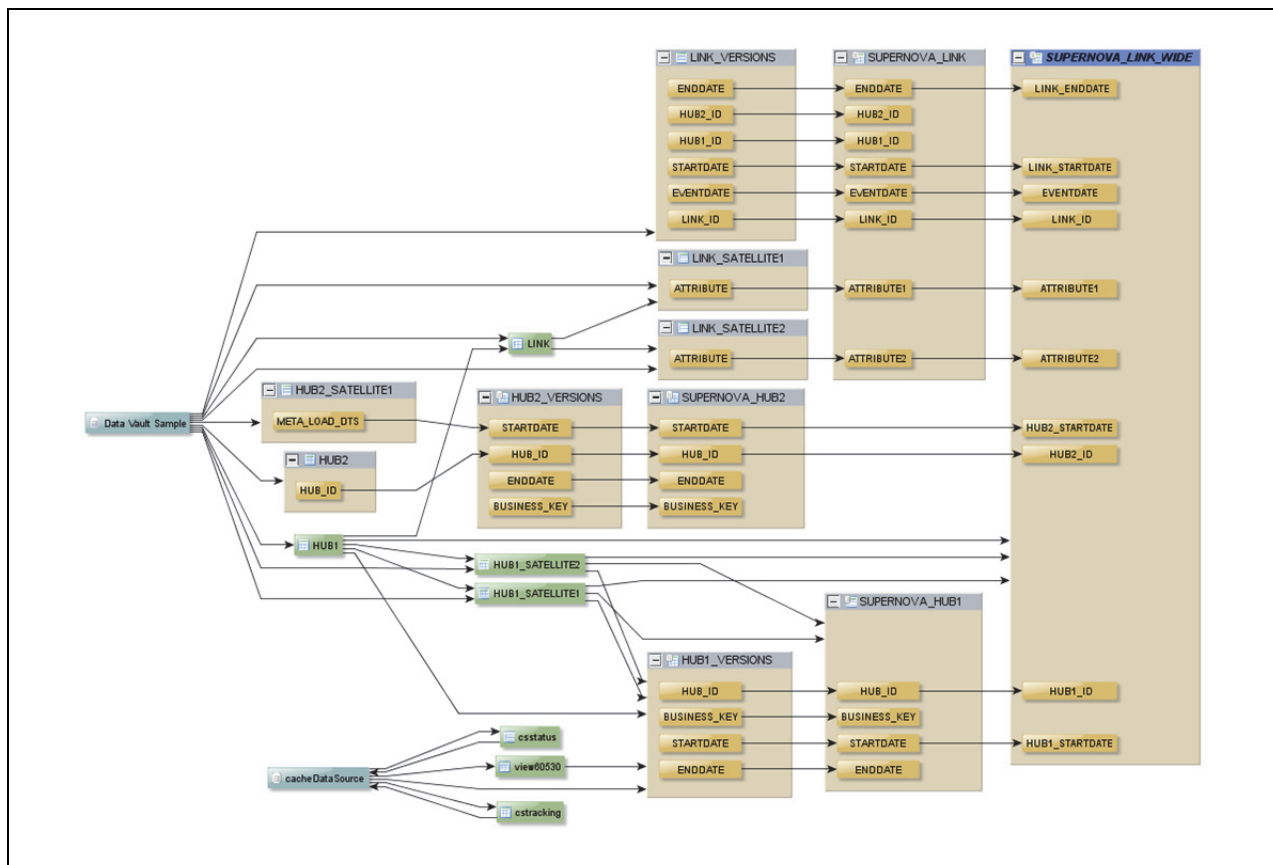 LINK_VERSIONS
ENDDATE
HUB2_ID
HUB1_ID
STARTDATE
EVENTDATE
LINK_ID
SUPERNOVA_LINK
ENDDATE
HUB2_ID
HUB1_ID
STARTDATE
EVENTDATE
LINK_ID
ATTRIBUTE1
ATTRIBUTE2
SUPERNOVA_LINK_WIDE
LINK_ENDDATE
LINK_STARTDATE
EVENTDATE
LINK_ID
ATTRIBUTE1
ATTRIBUTE2
HUB2_STARTDATE
HUB2_ID
HUB1_ID
HUB1_STARTDATE
LINK_SATELLITE1
ATTRIBUTE
LINK_SATELLITE2
ATTRIBUTE
LINK
Data Vault Sample
HUB2_SATELLITE1
META_LOAD_DTS
HUB2
HUB_ID
HUB2_VERSIONS
STARTDATE
HUB_ID
ENDDATE
BUSINESS_KEY
SUPERNOVA_HUB2
STARTDATE
HUB_ID
ENDDATE
BUSINESS_KEY
HUB1
HUB1_SATELLITE2
HUB1_SATELLITE1
HUB1_VERSIONS
HUB_ID
BUSINESS_KEY
STARTDATE
ENDDATE
SUPERNOVA_HUB1
HUB_ID
BUSINESS_KEY
STARTDATE
ENDDATE
cacheDataSource
csstatus
view60530
cstracking